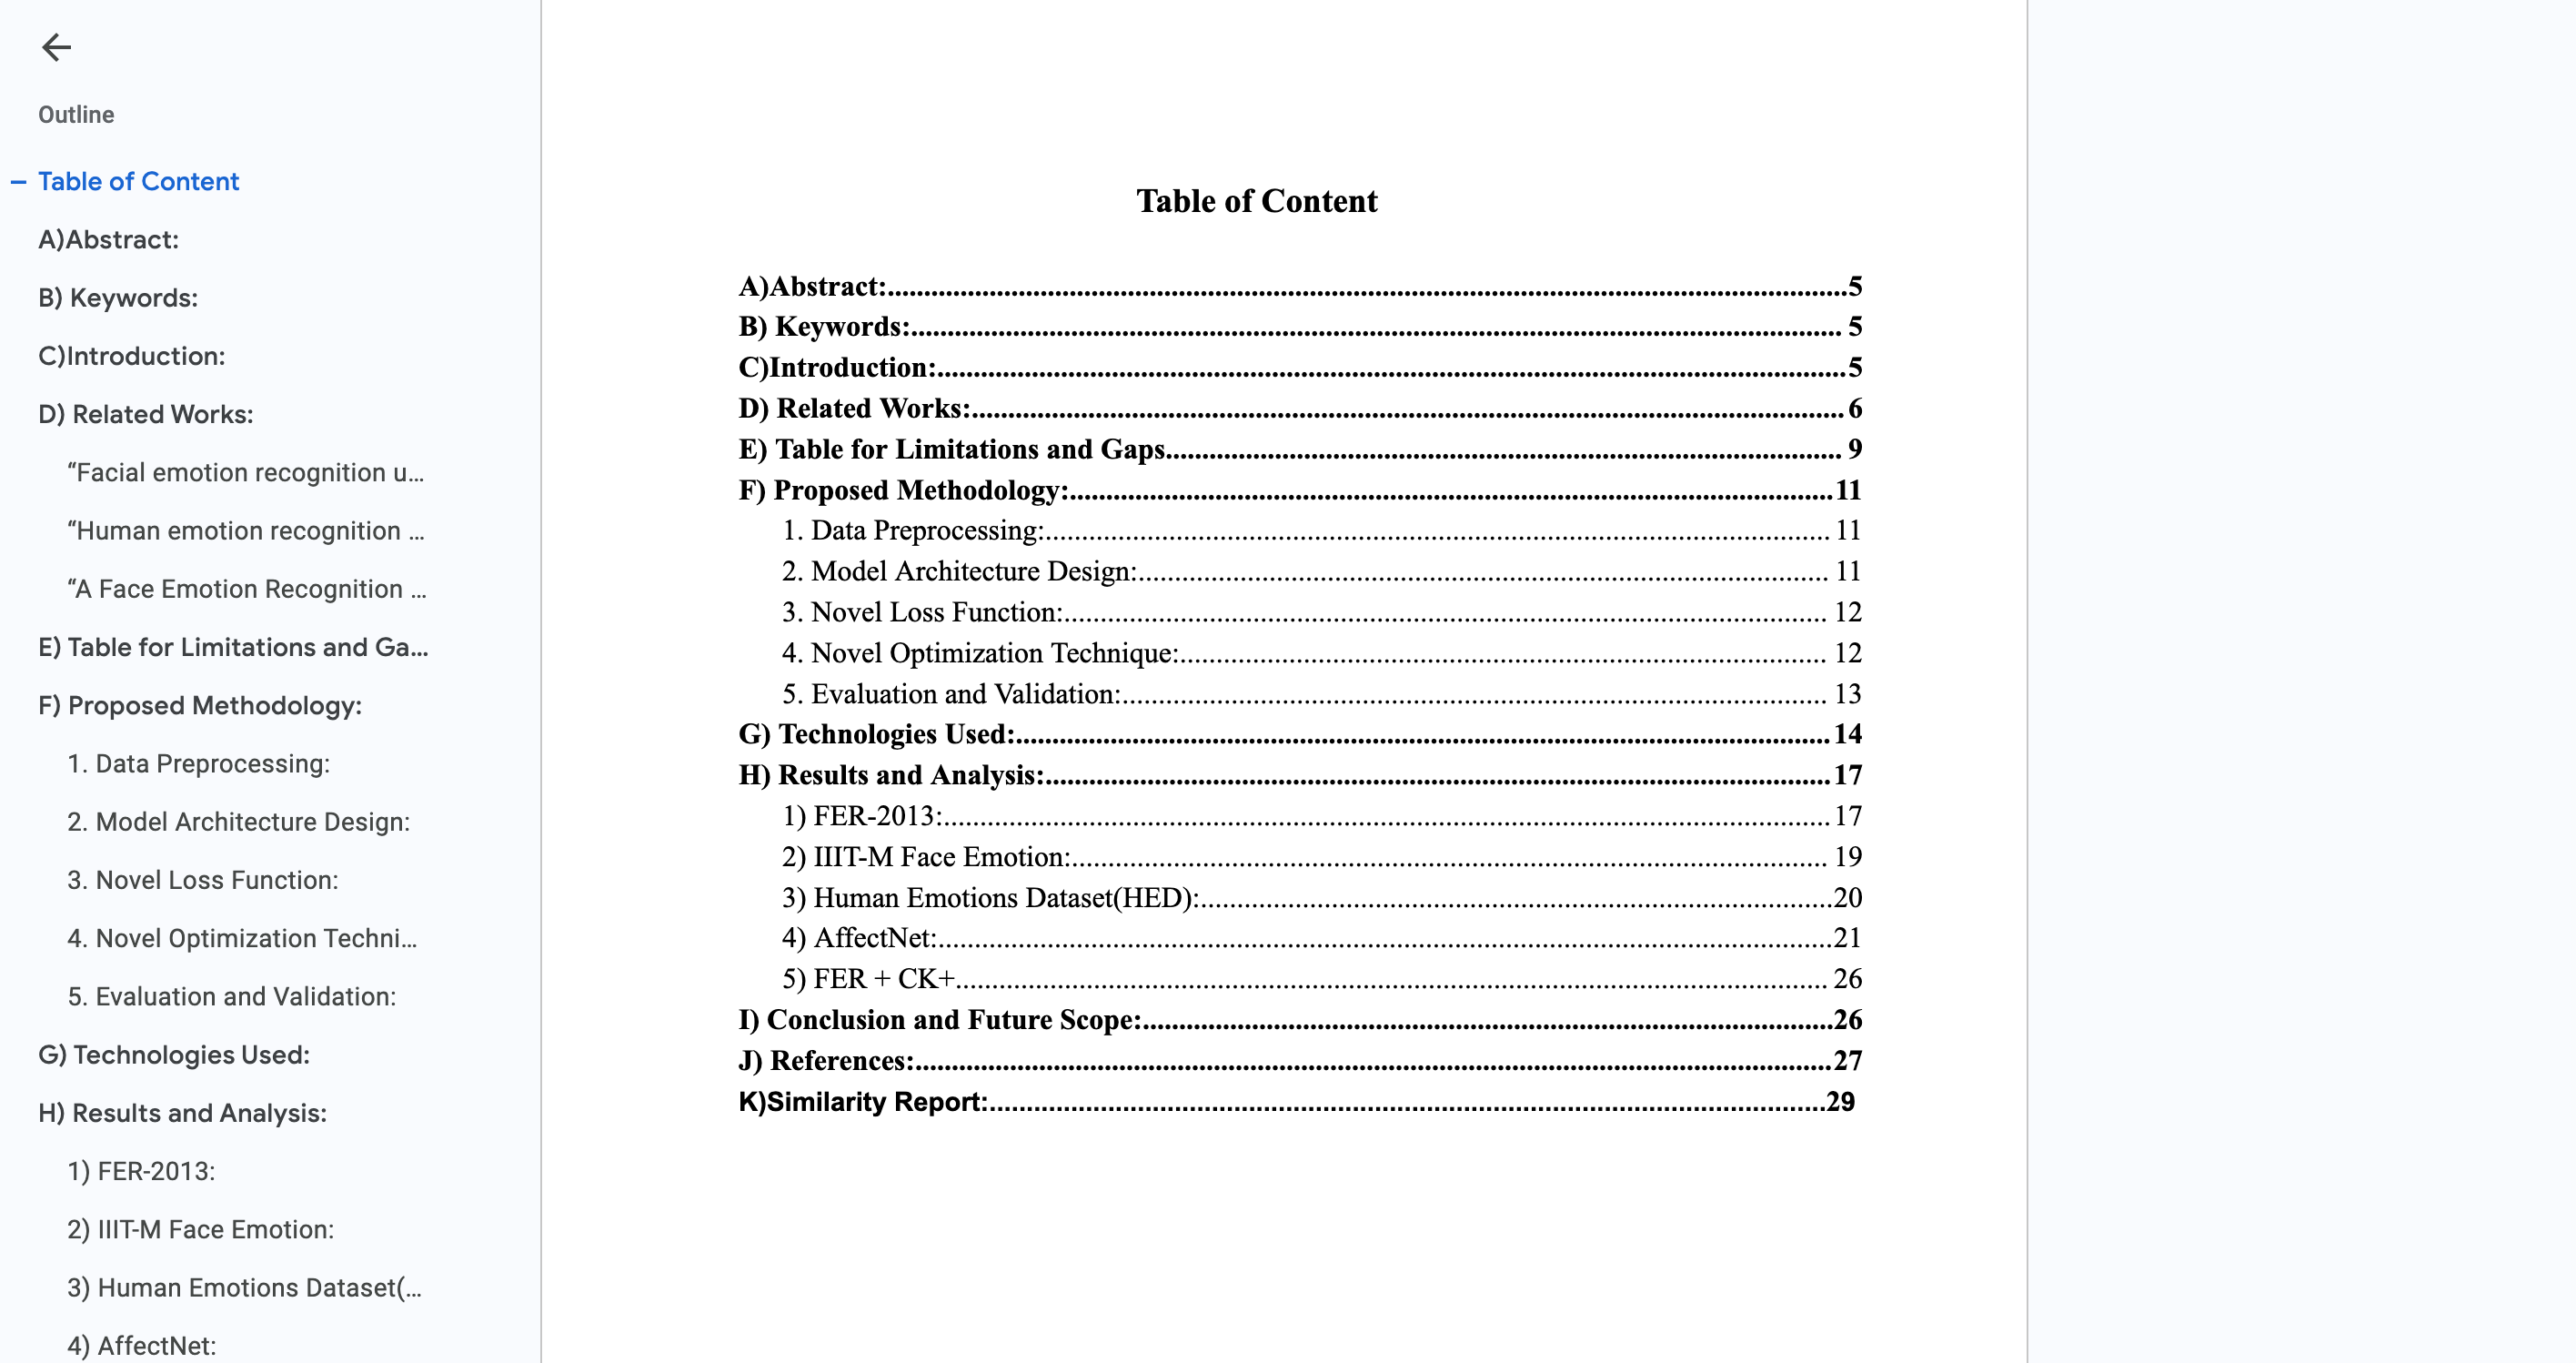 Outline
Table of Content
A)Abstract:
B) Keywords:
C)Introduction:
D) Related Works:
“Facial emotion recognition u...
“Human emotion recognition ...
“A Face Emotion Recognition ...
E) Table for Limitations and Ga...
F) Proposed Methodology:
1. Data Preprocessing:
2. Model Architecture Design:
3. Novel Loss Function:
4. Novel Optimization Techni...
5. Evaluation and Validation:
G) Technologies Used:
H) Results and Analysis:
1) FER-2013:
2) IIIT-M Face Emotion:
3) Human Emotions Dataset(...
4) AffectNet:
Table of Content
A)Abstract:.....5
B) Keywords:..... 5
C)Introduction:.....5
D) Related Works:..... 6
E) Table for Limitations and Gaps..... 9
F) Proposed Methodology:.....11
1. Data Preprocessing:..... 11
2. Model Architecture Design:..... 11
3. Novel Loss Function:..... 12
4. Novel Optimization Technique:..... 12
5. Evaluation and Validation:..... 13
G) Technologies Used:..... 14
H) Results and Analysis:..... 17
1) FER-2013:..... 17
2) IIIT-M Face Emotion:..... 19
3) Human Emotions Dataset(HED):.....20
4) AffectNet:.....21
5) FER + CK+..... 26
I) Conclusion and Future Scope:.....26
J) References:.....27
K)Similarity Report:.....29